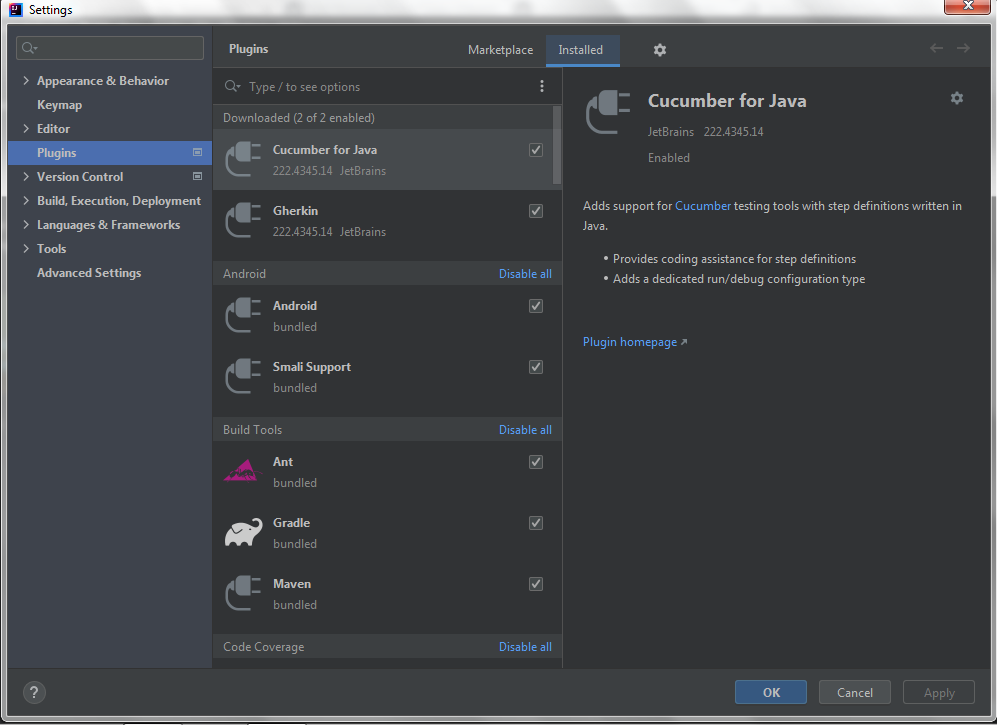 Settings
Plugins
Marketplace
Installed
Appearance & Behavior
Keymap
Editor
Plugins
Version Control
Build, Execution, Deployment
Languages & Frameworks
Tools
Advanced Settings
Type / to see options
Downloaded (2 of 2 enabled)
Cucumber for Java
222.4345.14 JetBrains
Gherkin
222.4345.14 JetBrains
Android Disable all
Android
bundled
Smali Support
bundled
Build Tools Disable all
Ant
bundled
Gradle
bundled
Maven
bundled
Code Coverage Disable all
Cucumber for Java
JetBrains 222.4345.14
Enabled
Adds support for Cucumber testing tools with step definitions written in
Java.
• Provides coding assistance for step definitions
• Adds a dedicated run/debug configuration type
Plugin homepage ↗
?
OK
Cancel
Apply